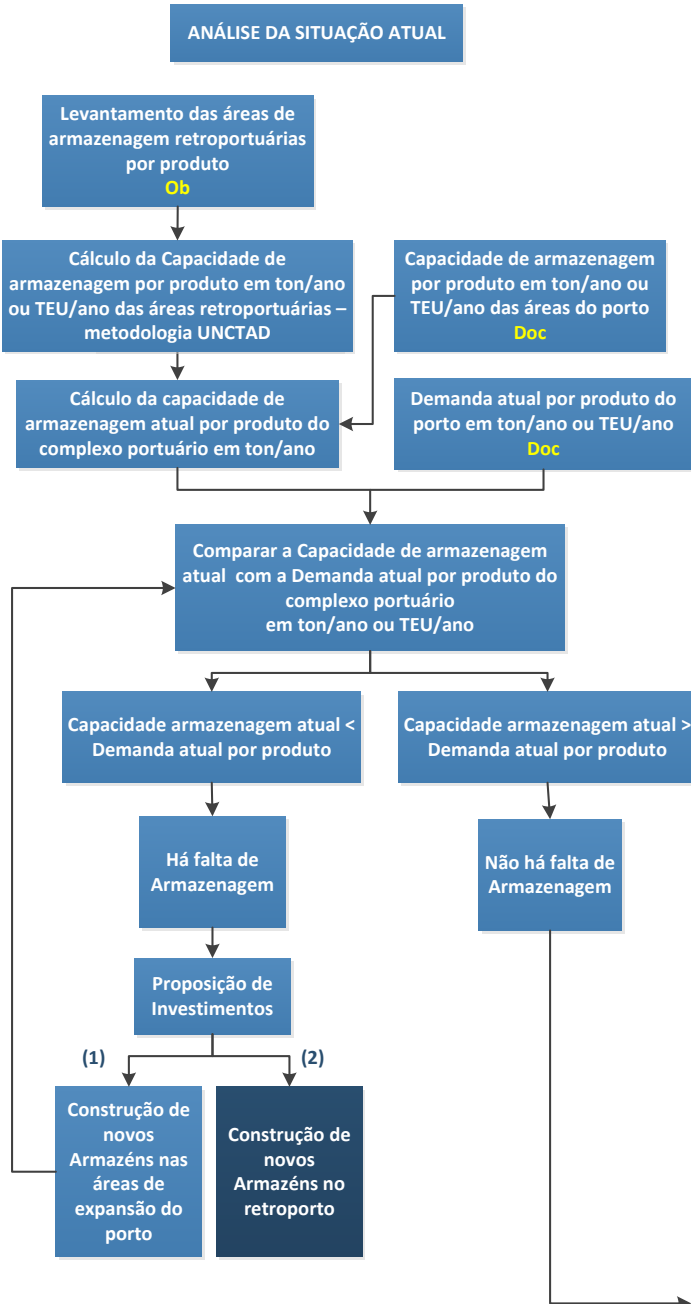 ANÁLISE DA SITUAÇÃO ATUAL
Levantamento das áreas de
armazenagem retroportuárias
por produto
Ob
Cálculo da Capacidade de
armazenagem por produto em ton/ano
ou TEU/ano das áreas retroportuárias –
metodologia UNCTAD
Capacidade de armazenagem
por produto em ton/ano ou
TEU/ano das áreas do porto
Doc
Cálculo da capacidade de
armazenagem atual por produto do
complexo portuário em ton/ano
Demanda atual por produto do
porto em ton/ano ou TEU/ano
Doc
Comparar a Capacidade de armazenagem
atual com a Demanda atual por produto do
complexo portuário
em ton/ano ou TEU/ano
Capacidade armazenagem atual <
Demanda atual por produto
Capacidade armazenagem atual >
Demanda atual por produto
Há falta de
Armazenagem
Não há falta de
Armazenagem
Proposição de
Investimentos
(1)
(2)
Construção de
novos
Armazéns nas
áreas de
expansão do
porto
Construção de
novos
Armazéns no
retroporto